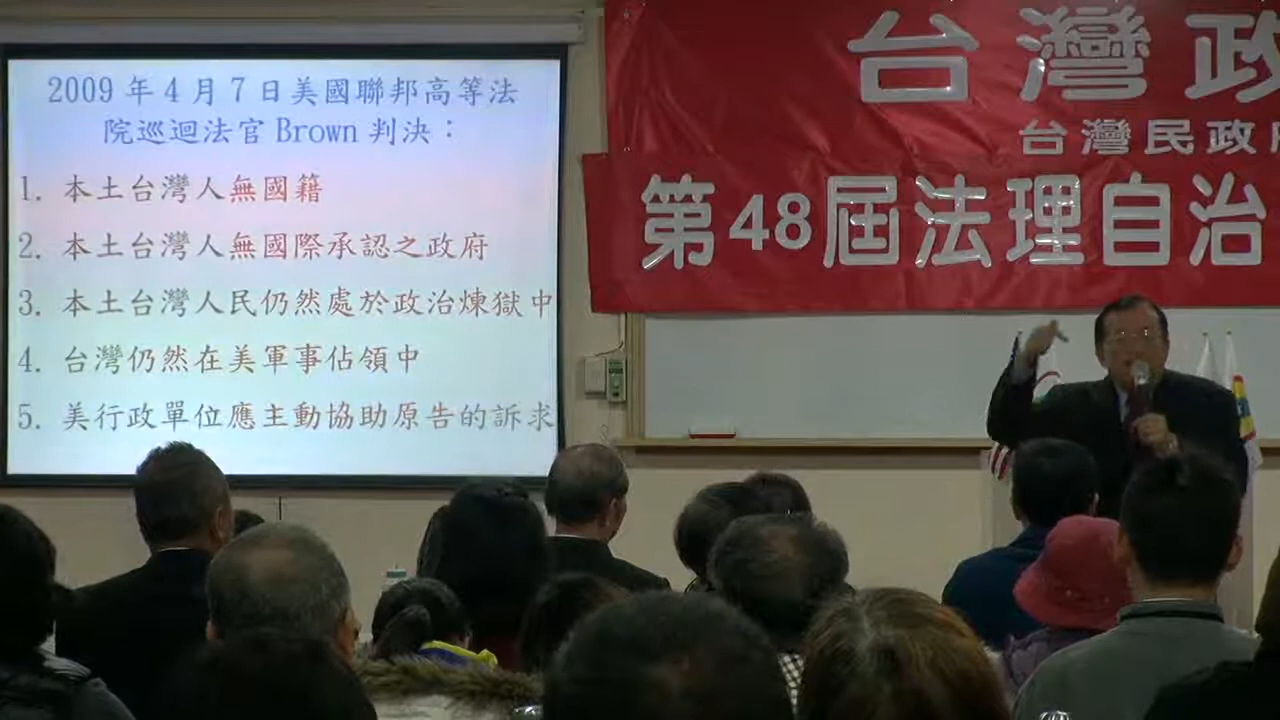 2009 年 4 月 7 日美國聯邦高等法
院巡迴法官 Brown 判決：
1. 本土台灣人無國籍
2. 本土台灣人無國際承認之政府
3. 本土台灣人民仍然處於政治煉獄中
4. 台灣仍然在美軍事佔領中
5. 美行政單位應主動協助原告的訴求
台灣政
台灣民政府
第48屆法理自治